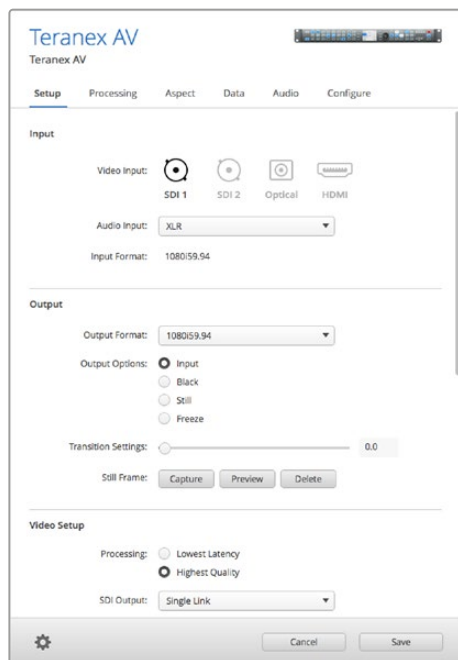 Teranex AV
Teranex AV
Setup Processing Aspect Data Audio Configure
Input
Video Input:
SDI 1 SDI 2 Optical HDMI
Audio Input: XLR
Input Format: 1080i59.94
Output
Output Format: 1080i59.94
Output Options: Input
Black
Still
Freeze
Transition Settings: 0.0
Still Frame: Capture Preview Delete
Video Setup
Processing: Lowest Latency
Highest Quality
SDI Output: Single Link
Cancel Save